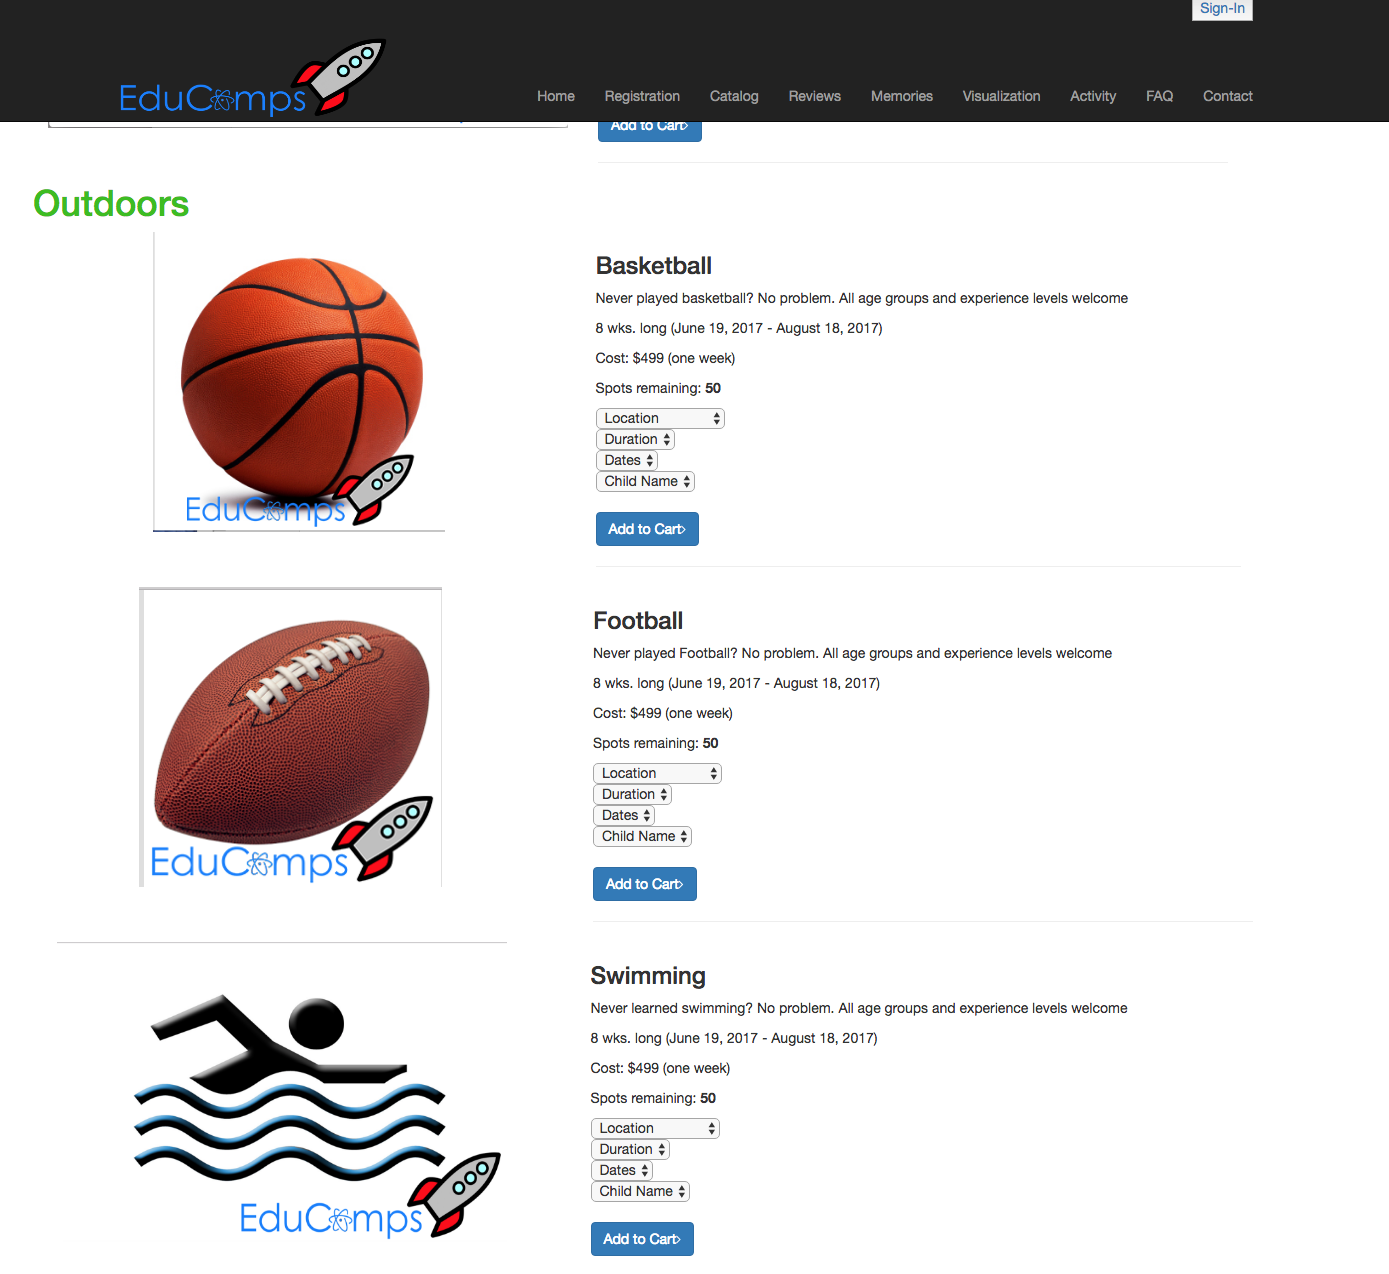 Sign-In
EduCamps
Home Registration Catalog Reviews Memories Visualization Activity FAQ Contact
Add to Cart
Outdoors
Basketball
Never played basketball? No problem. All age groups and experience levels welcome
8 wks. long (June 19, 2017 - August 18, 2017)
Cost: $499 (one week)
Spots remaining: 50
Location
Duration
Dates
Child Name
EduCamps
Add to Cart
Football
Never played Football? No problem. All age groups and experience levels welcome
8 wks. long (June 19, 2017 - August 18, 2017)
Cost: $499 (one week)
Spots remaining: 50
Location
Duration
Dates
Child Name
EduCamps
Add to Cart
Swimming
Never learned swimming? No problem. All age groups and experience levels welcome
8 wks. long (June 19, 2017 - August 18, 2017)
Cost: $499 (one week)
Spots remaining: 50
Location
Duration
Dates
Child Name
EduCamps
Add to Cart